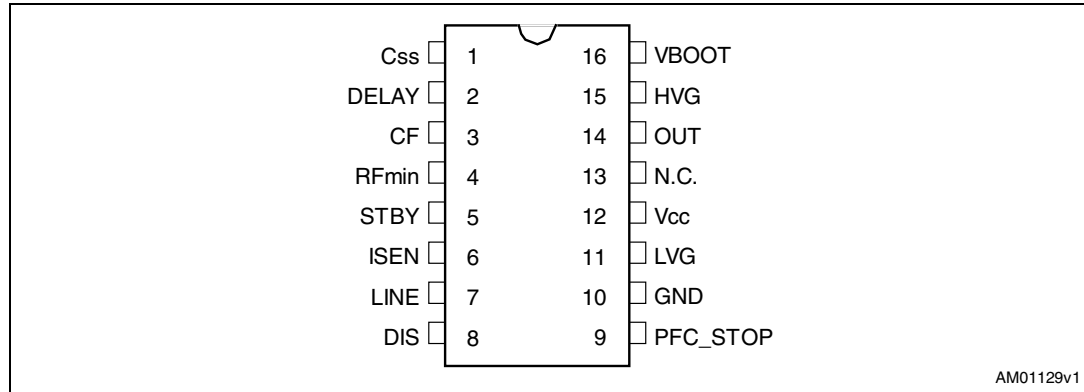 Css 1 16 VBOOT
DELAY 2 15 HVG
CF 3 14 OUT
RFmin 4 13 N.C.
STBY 5 12 Vcc
ISEN 6 11 LVG
LINE 7 10 GND
DIS 8 9 PFC_STOP
AM01129v1